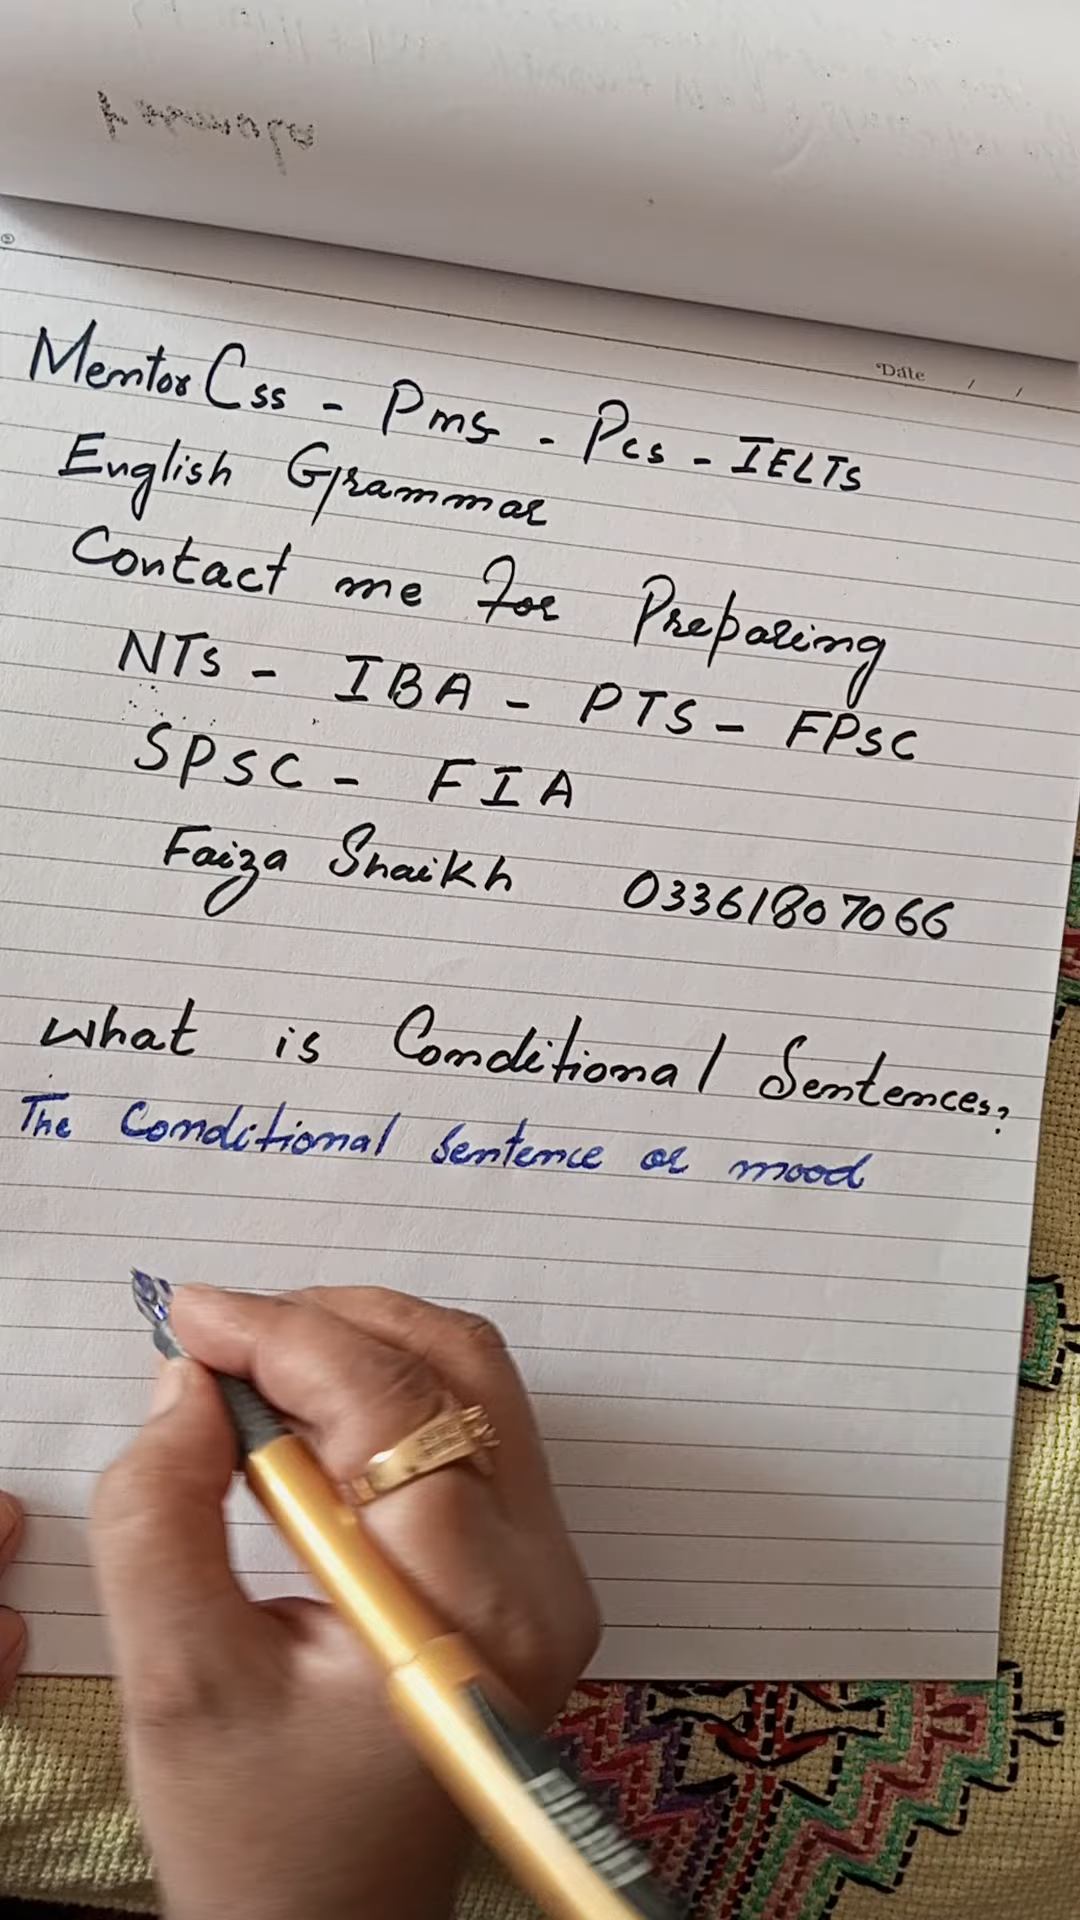 Date / /
Mentor Css - Pms - Pcs - IELTs
English Grammar
Contact me for Preparing
NTs - IBA - PTS - FPSC
SPSC - FIA
Faiza Shaikh 03361807066
What is Conditional Sentences?
The Conditional Sentence or mood